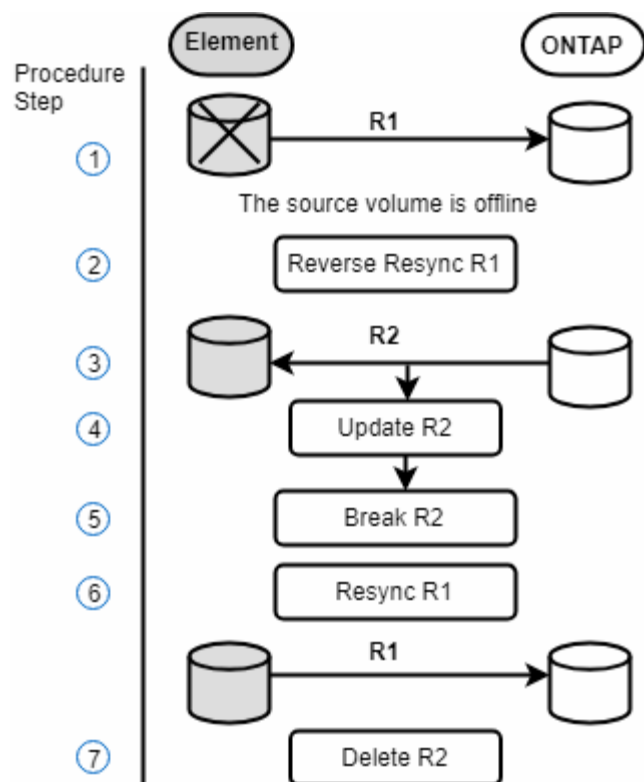 Element
ONTAP
Procedure
Step
R1
1
The source volume is offline
2
Reverse Resync R1
R2
3
4
Update R2
5
Break R2
6
Resync R1
R1
7
Delete R2